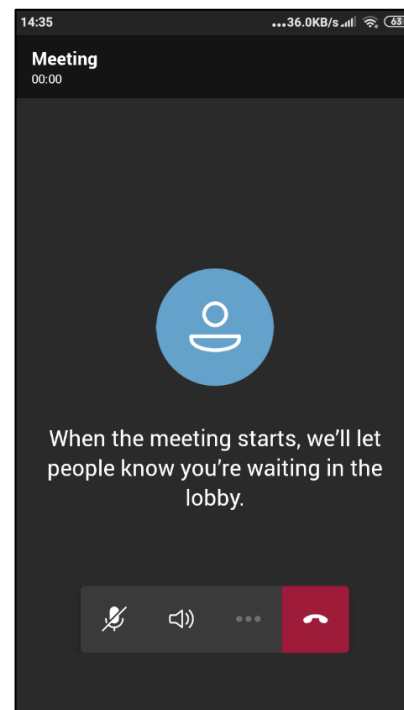 14:35 ...36.0KB/s 63
Meeting
00:00
When the meeting starts, we'll let
people know you're waiting in the
lobby.